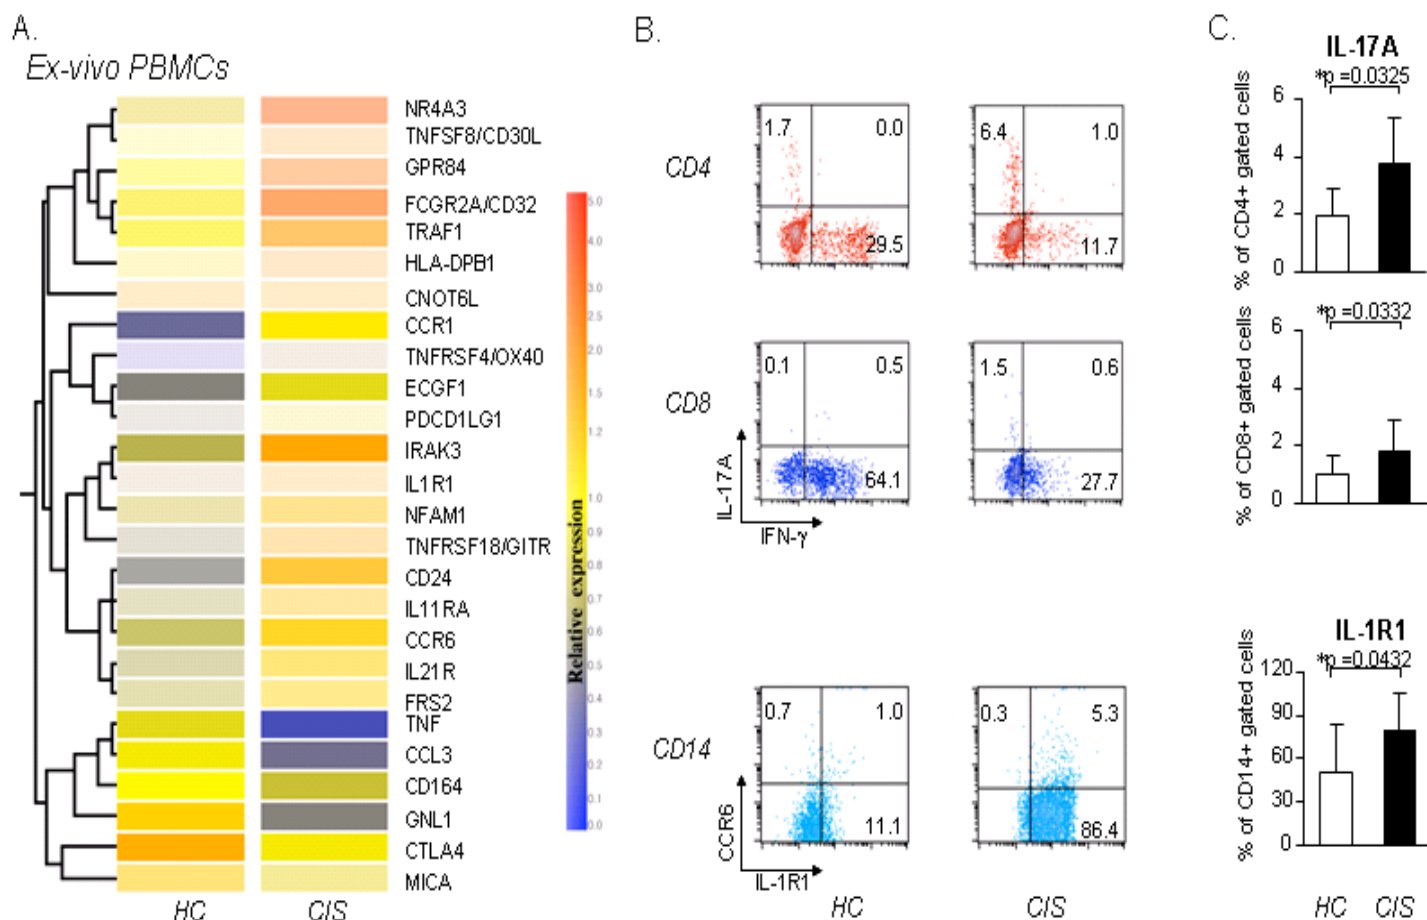 A.
Ex-vivo PBMCs
NR4A3
TNFSF8/CD30L
GPR84
FCGR2A/CD32
TRAF1
HLA-DPB1
CNOT6L
CCR1
TNFRSF4/OX40
ECGF1
PDCD1LG1
IRAK3
IL1R1
NFAM1
TNFRSF18/GITR
CD24
IL11RA
CCR6
IL21R
FRS2
TNF
CCL3
CD164
GNL1
CTLA4
MICA
HC CIS
Relative expression
5.0
4.0
3.0
2.5
2.0
1.5
1.2
1.0
0.9
0.8
0.7
0.6
0.5
0.4
0.3
0.2
0.1
0.0
B.
CD4
1.7 0.0
29.5
6.4 1.0
11.7
CD8
0.1 0.5
64.1
1.5 0.6
27.7
IL-17A
IFN-γ
CD14
0.7 1.0
11.1
0.3 5.3
86.4
CCR6
IL-1R1
HC CIS
C.
IL-17A
*p =0.0325
% of CD4+ gated cells
6
4
2
0
*p =0.0332
% of CD8+ gated cells
6
4
2
0
IL-1R1
*p =0.0432
% of CD14+ gated cells
120
90
60
30
0
HC CIS